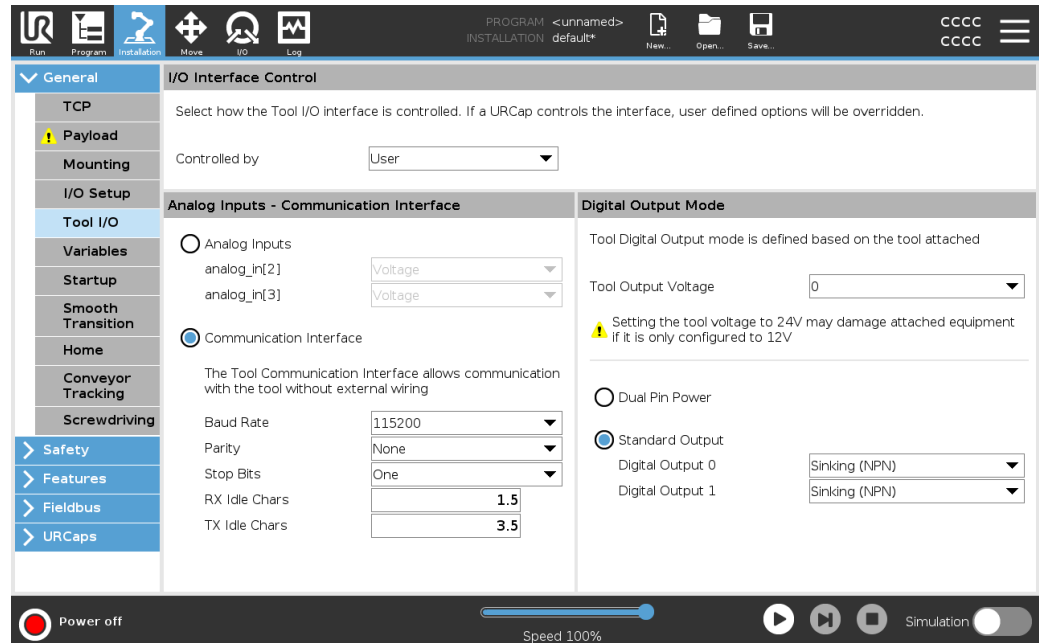 UR
Run
Program
Installation
Move
I/O
Log
PROGRAM <unnamed>
INSTALLATION default*
New...
Open...
Save...
CCCC
CCCC
General
TCP
Payload
Mounting
I/O Setup
Tool I/O
Variables
Startup
Smooth
Transition
Home
Conveyor
Tracking
Screwdriving
Safety
Features
Fieldbus
URCaps
I/O Interface Control
Select how the Tool I/O interface is controlled. If a URCap controls the interface, user defined options will be overridden.
Controlled by User
Analog Inputs - Communication Interface
Analog Inputs
analog_in[2] Voltage
analog_in[3] Voltage
Communication Interface
The Tool Communication Interface allows communication
with the tool without external wiring
Baud Rate 115200
Parity None
Stop Bits One
RX Idle Chars 1.5
TX Idle Chars 3.5
Digital Output Mode
Tool Digital Output mode is defined based on the tool attached
Tool Output Voltage 0
Setting the tool voltage to 24V may damage attached equipment
if it is only configured to 12V
Dual Pin Power
Standard Output
Digital Output 0 Sinking (NPN)
Digital Output 1 Sinking (NPN)
Power off
Speed 100%
Simulation